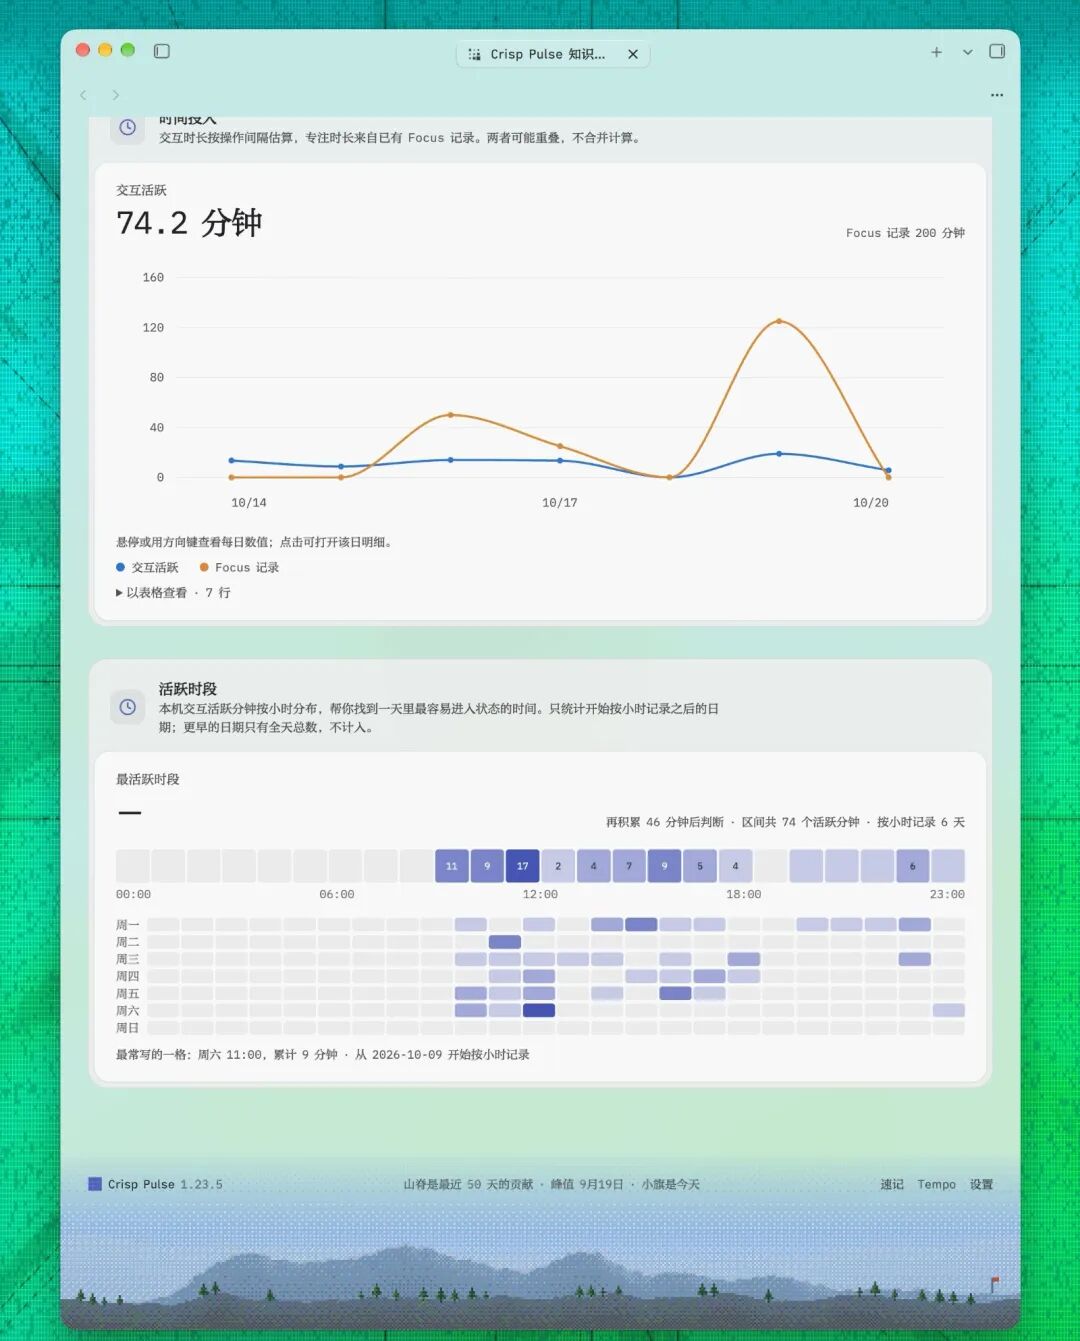 Crisp Pulse 知识...
时间投入
交互时长按操作间隔估算，专注时长来自已有 Focus 记录。两者可能重叠，不合并计算。
交互活跃
74.2 分钟
Focus 记录 200 分钟
160
120
80
40
0
10/14 10/17 10/20
悬停或用方向键查看每日数值；点击可打开该日明细。
交互活跃 Focus 记录
以表格查看 · 7 行
活跃时段
本机交互活跃分钟按小时分布，帮你找到一天里最容易进入状态的时间。只统计开始按小时记录之后的日
期；更早的日期只有全天总数，不计入。
最活跃时段
—
再积累 46 分钟后判断 · 区间共 74 个活跃分钟 · 按小时记录 6 天
11 9 17 2 4 7 9 5 4 6
00:00 06:00 12:00 18:00 23:00
周一
周二
周三
周四
周五
周六
周日
最常写的一格：周六 11:00，累计 9 分钟 · 从 2026-10-09 开始按小时记录
Crisp Pulse 1.23.5
山脊是最近 50 天的贡献 · 峰值 9月19日 · 小旗是今天
速记 Tempo 设置